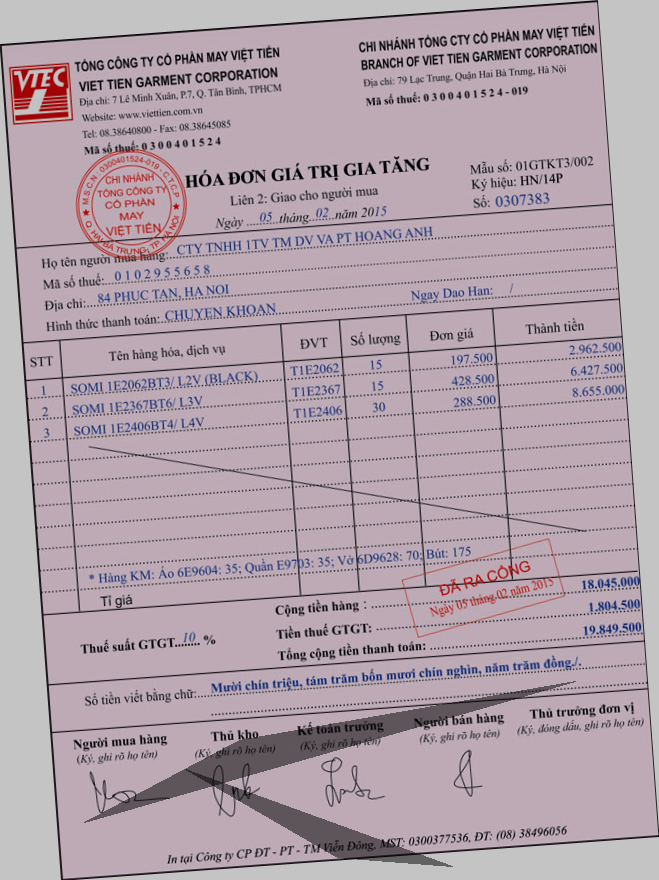 VTEC
TỔNG CÔNG TY CỔ PHẦN MAY VIỆT TIẾN
VIET TIEN GARMENT CORPORATION
Địa chỉ: 7 Lê Minh Xuân, P.7, Q. Tân Bình, TPHCM
Website: www.viettien.com.vn
Tel: 08.38640800 - Fax: 08.38645085
Mã số thuế: 0 3 0 0 4 0 1 5 2 4
CHI NHÁNH TỔNG CTY CỔ PHẦN MAY VIỆT TIẾN
BRANCH OF VIET TIEN GARMENT CORPORATION
Địa chỉ: 79 Lạc Trung, Quận Hai Bà Trưng, Hà Nội
Mã số thuế: 0 3 0 0 4 0 1 5 2 4 - 019
M.S.C.N: 0300401524-019-C.T.C.P
CHI NHÁNH
TỔNG CÔNG TY
CỔ PHẦN
MAY
VIỆT TIẾN
Q. HAI BÀ TRƯNG, TP. HÀ NỘI
HÓA ĐƠN GIÁ TRỊ GIA TĂNG
Liên 2: Giao cho người mua
Ngày ....05 .tháng..02..năm 2015
Mẫu số: 01GTKT3/002
Ký hiệu: HN/14P
Số: 0307383
Họ tên người mua hàng: CTY TNHH 1TV TM DV VA PT HOANG ANH
Mã số thuế: 0 1 0 2 9 5 5 6 5 8
Địa chỉ: 84 PHUC TAN, HA NOI
Hình thức thanh toán: CHUYEN KHOAN Ngay Dao Han: /
STT Tên hàng hóa, dịch vụ ĐVT Số lượng Đơn giá Thành tiền
1 SOMI 1E2062BT3/ L2V (BLACK) T1E2062 15 197.500 2.962.500
2 SOMI 1E2367BT6/ L3V T1E2367 15 428.500 6.427.500
3 SOMI 1E2406BT4/ L4V T1E2406 30 288.500 8.655.000
* Hàng KM: Áo 6E9604: 35; Quần E9703: 35; Vớ 6D9628: 70; Bút: 175
Tỉ giá
ĐÃ RA CỔNG
Ngày 05 tháng 02 năm 2015
Cộng tiền hàng : 18.045.000
Thuế suất GTGT 10 % Tiền thuế GTGT: 1.804.500
Tổng cộng tiền thanh toán: 19.849.500
Số tiền viết bằng chữ: Mười chín triệu, tám trăm bốn mươi chín nghìn, năm trăm đồng./.
Người mua hàng Thủ kho Kế toán trưởng Người bán hàng Thủ trưởng đơn vị
(Ký, ghi rõ họ tên) (Ký, ghi rõ họ tên) (Ký, ghi rõ họ tên) (Ký, ghi rõ họ tên) (Ký, đóng dấu, ghi rõ họ tên)
In tại Công ty CP ĐT - PT - TM Viễn Đông. MST: 0300377536, ĐT: (08) 38496056